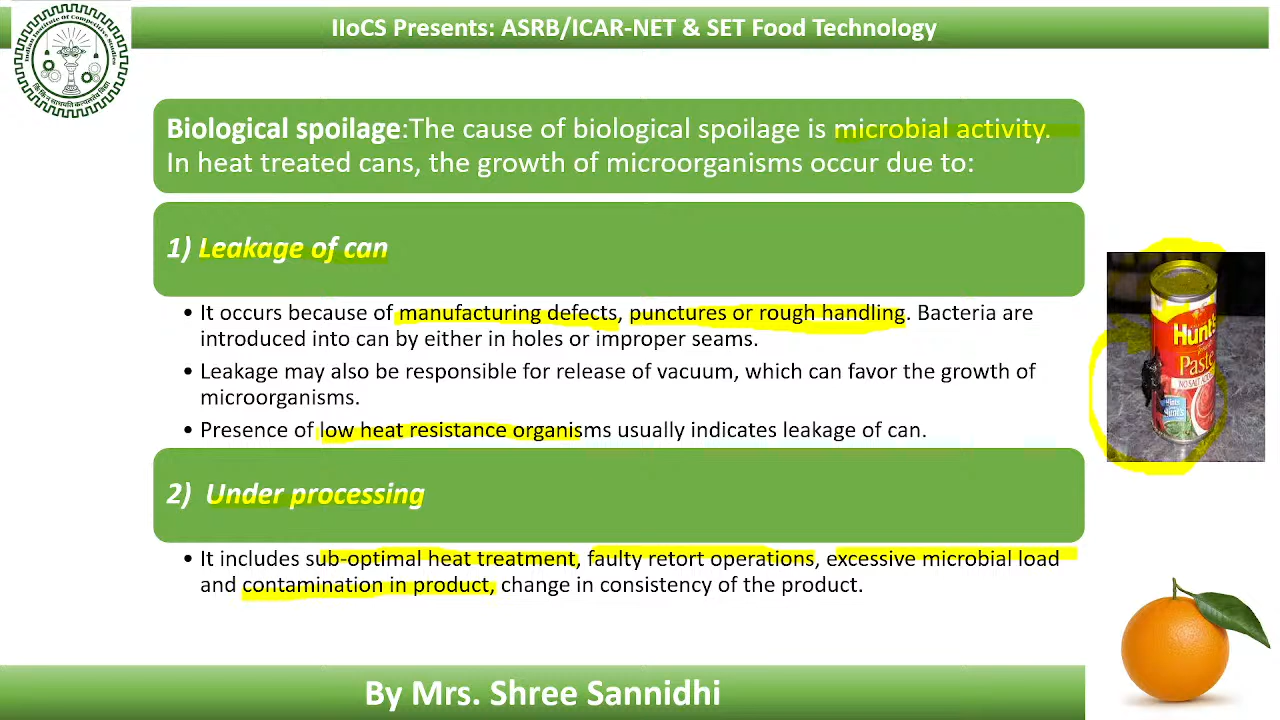 IIoCS Presents: ASRB/ICAR-NET & SET Food Technology
Biological spoilage:The cause of biological spoilage is microbial activity.
In heat treated cans, the growth of microorganisms occur due to:
1) Leakage of can
• It occurs because of manufacturing defects, punctures or rough handling. Bacteria are
introduced into can by either in holes or improper seams.
• Leakage may also be responsible for release of vacuum, which can favor the growth of
microorganisms.
• Presence of low heat resistance organisms usually indicates leakage of can.
Hunt's
Paste
2) Under processing
• It includes sub-optimal heat treatment, faulty retort operations, excessive microbial load
and contamination in product, change in consistency of the product.
By Mrs. Shree Sannidhi